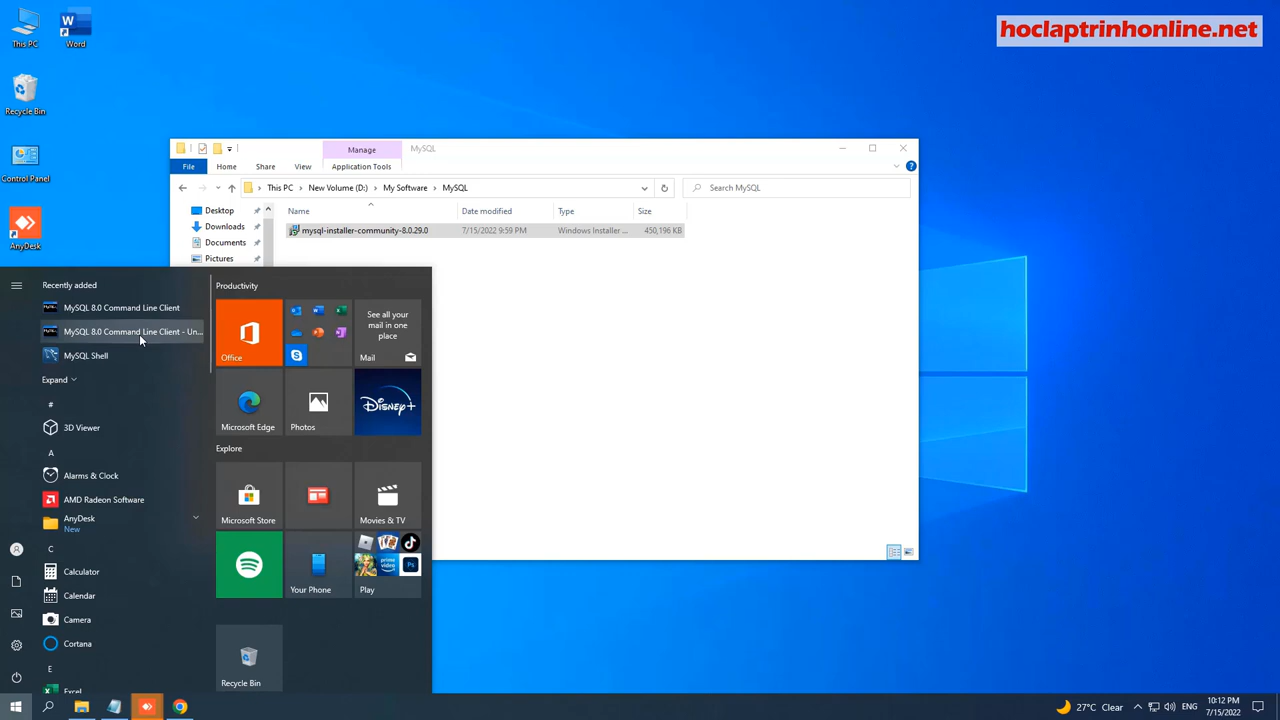 This PC
Word
hoclaptrinhonline.net
Recycle Bin
Control Panel
AnyDesk
Manage
MySQL
File
Home
Share
View
Application Tools
This PC > New Volume (D:) > My Software > MySQL
Search MySQL
Desktop
Downloads
Documents
Pictures
Name
Date modified
Type
Size
mysql-installer-community-8.0.29.0
7/15/2022 9:59 PM
Windows Installer ...
450,196 KB
Recently added
MySQL 8.0 Command Line Client
MySQL 8.0 Command Line Client - Un...
MySQL Shell
Expand
#
3D Viewer
A
Alarms & Clock
AMD Radeon Software
AnyDesk
New
C
Calculator
Calendar
Camera
Cortana
E
Excel
Productivity
Office
See all
your mail in one
place
Mail
Microsoft Edge
Photos
Disney+
Explore
Microsoft Store
Movies & TV
Your Phone
prime video
Ps
Play
Recycle Bin
27°C Clear
ENG
10:12 PM
7/15/2022